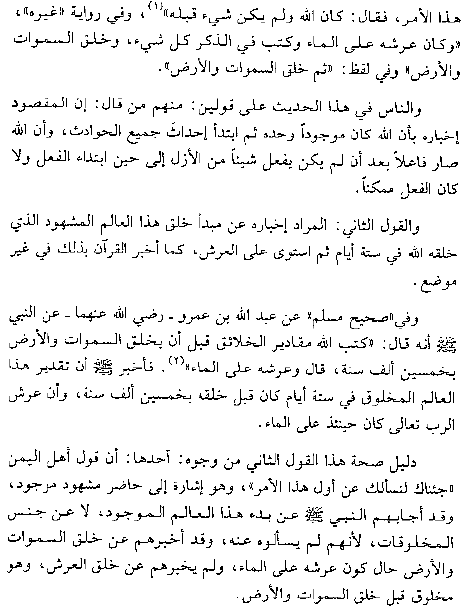 هذا الأمر، فقال: كان الله ولم يكن شيء قبله»(١)، وفي رواية «غيره»،
«وكان عرشه على الماء وكتب في الذكر كل شيء، وخلق السموات
والأرض» وفي لفظ: «ثم خلق السموات والأرض».
والناس في هذا الحديث على قولين: منهم من قال: إن المقصود
إخباره بأن الله كان موجوداً وحده ثم ابتدأ إحداثَ جميع الحوادث، وأن الله
صار فاعلاً بعد أن لم يكن يفعل شيئاً من الأزل إلى حين ابتداء الفعل ولا
كان الفعل ممكناً.
والقول الثاني: المراد إخباره عن مبدأ خلق هذا العالم المشهود الذي
خلقه الله في ستة أيام ثم استوى على العرش، كما أخبر القرآن بذلك في غير
موضع.
وفي «صحيح مسلم» عن عبد الله بن عمرو ـ رضي الله عنهما ـ عن النبي
ﷺ أنه قال: «كتب الله مقادير الخلائق قبل أن يخلق السموات والأرض
بخمسين ألف سنة، قال وعرشه على الماء»(٢). فأخبر ﷺ أن تقدير هذا
العالم المخلوق في ستة أيام كان قبل خلقه بخمسين ألف سنة، وأن عرش
الرب تعالى كان حينئذ على الماء.
دليل صحة هذا القول الثاني من وجوه: أحدها: أن قول أهل اليمن
«جئناك لنسألك عن أول هذا الأمر»، وهو إشارة إلى حاضر مشهود موجود،
وقد أجابهم النبي ﷺ عن بدء هذا العالم الموجود، لا عن جنس
المخلوقات، لأنهم لم يسألوه عنه، وقد أخبرهم عن خلق السموات
والأرض حال كون عرشه على الماء، ولم يخبرهم عن خلق العرش، وهو
مخلوق قبل خلق السموات والأرض.